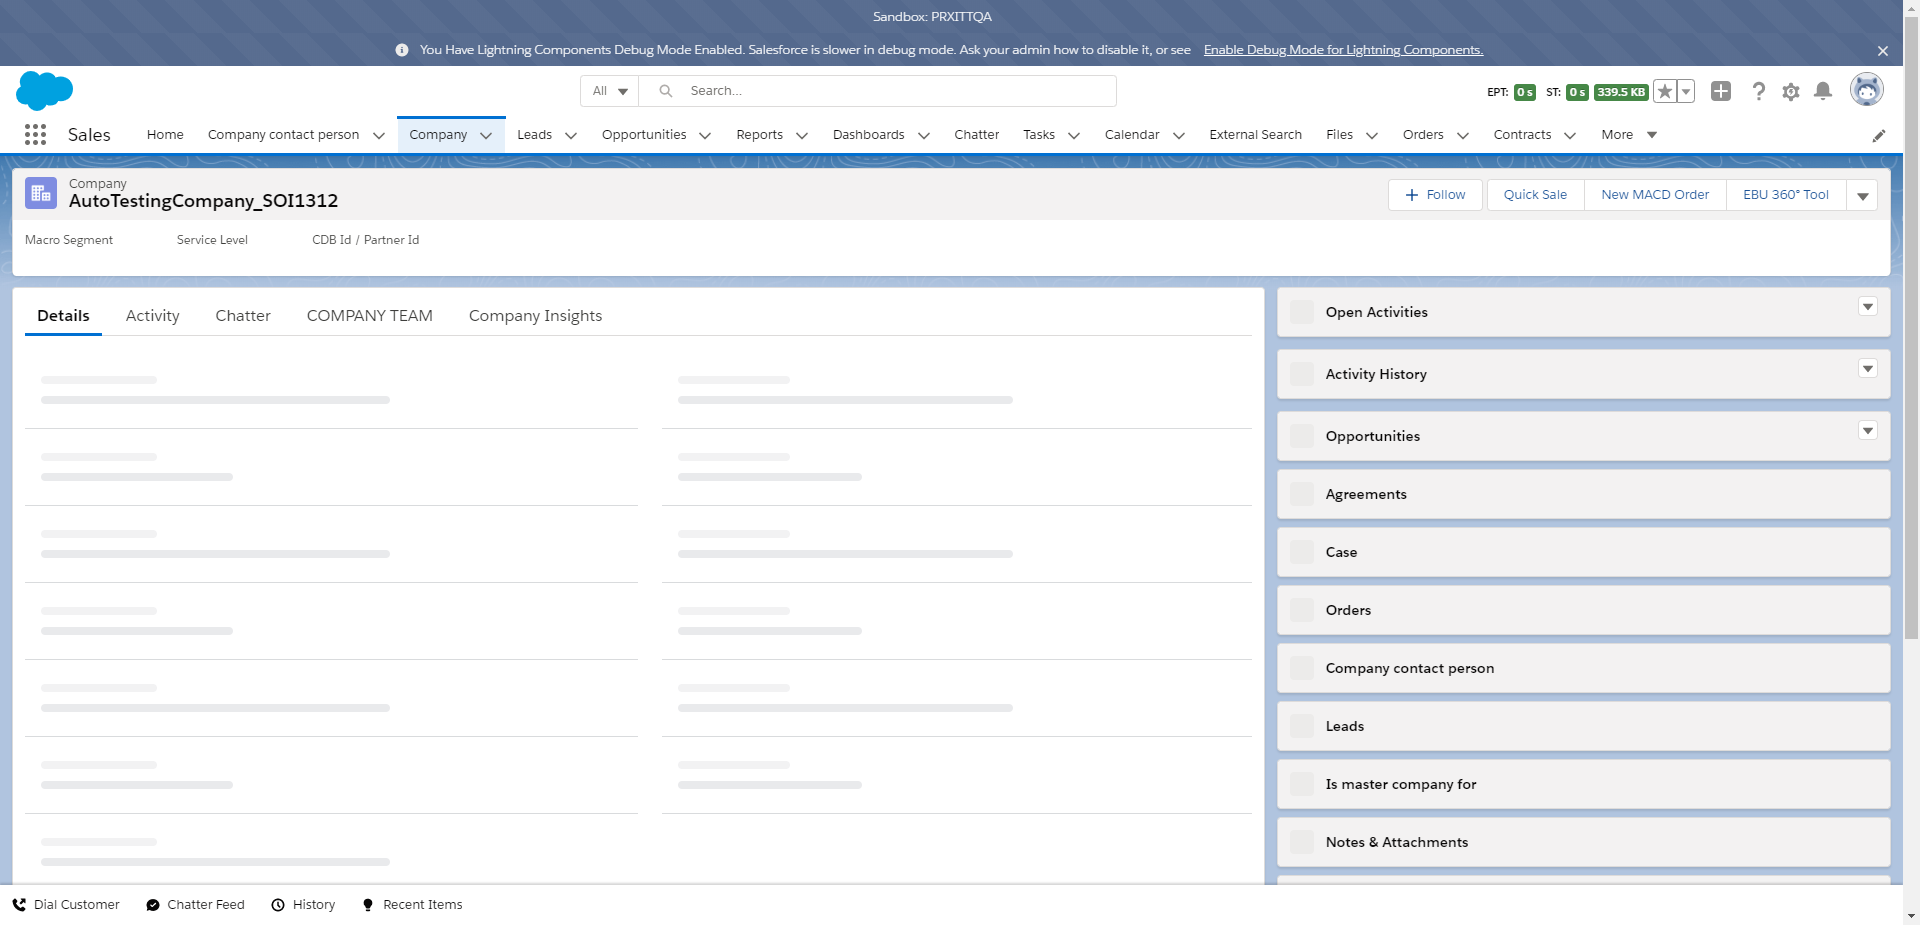 Sandbox: PRXITTQA
You Have Lightning Components Debug Mode Enabled. Salesforce is slower in debug mode. Ask your admin how to disable it, or see Enable Debug Mode for Lightning Components.
All Search... EPT: 0 s ST: 0 s 339.5 KB
Sales Home Company contact person Company Leads Opportunities Reports Dashboards Chatter Tasks Calendar External Search Files Orders Contracts More
Company
AutoTestingCompany_SOI1312
Follow Quick Sale New MACD Order EBU 360° Tool
Macro Segment Service Level CDB Id / Partner Id
Details Activity Chatter COMPANY TEAM Company Insights
Open Activities
Activity History
Opportunities
Agreements
Case
Orders
Company contact person
Leads
Is master company for
Notes & Attachments
Dial Customer Chatter Feed History Recent Items